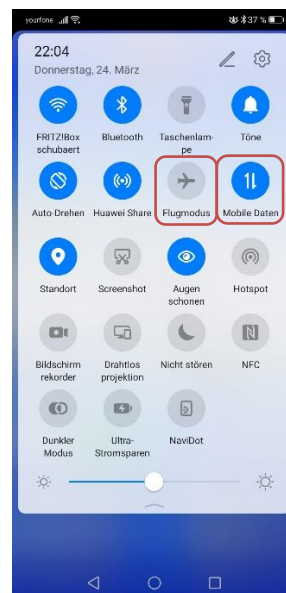 yourfone 37 %
22:04
Donnerstag, 24. März
FRITZ!Box schubaert
Bluetooth
Taschenlam-
pe
Töne
Auto-Drehen
Huawei Share
Flugmodus
Mobile Daten
Standort
Screenshot
Augen
schonen
Hotspot
Bildschirm
rekorder
Drahtlos
projektion
Nicht stören
NFC
Dunkler
Modus
Ultra-
Stromsparen
NaviDot